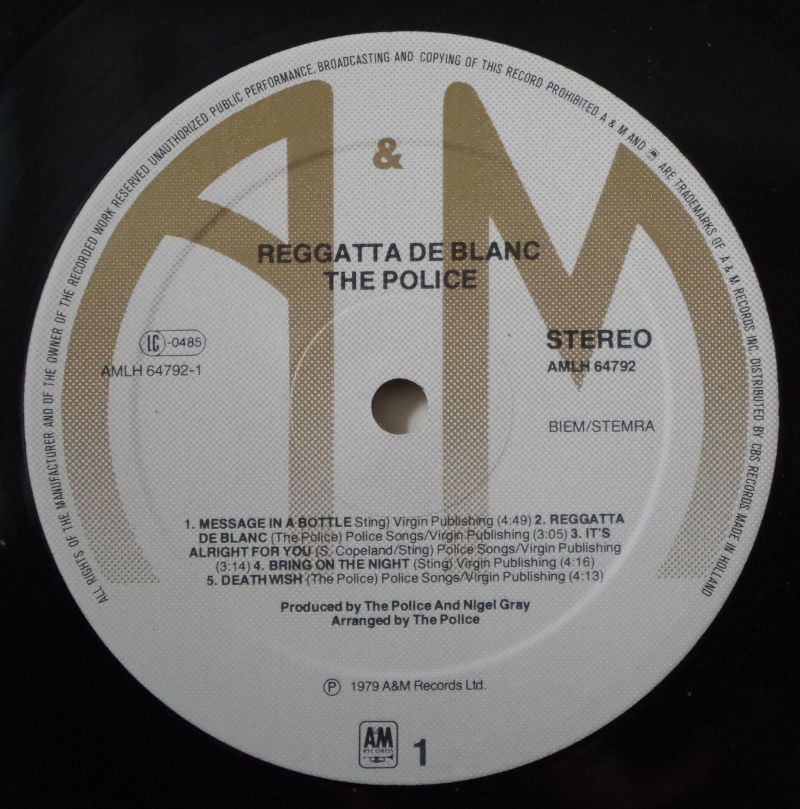 ALL RIGHTS OF THE MANUFACTURER AND OF THE OWNER OF THE RECORDED WORK RESERVED UNAUTHORIZED PUBLIC PERFORMANCE, BROADCASTING AND COPYING OF THIS RECORD PROHIBITED A & M AND AM ARE TRADEMARKS OF A & M RECORDS INC. DISTRIBUTED BY CBS RECORDS MADE IN HOLLAND
A & M
REGGATTA DE BLANC
THE POLICE
LC-0485
AMLH 64792-1
STEREO
AMLH 64792
BIEM/STEMRA
1. MESSAGE IN A BOTTLE Sting) Virgin Publishing (4:49) 2. REGGATTA
DE BLANC (The Police) Police Songs/Virgin Publishing (3:05) 3. IT'S
ALRIGHT FOR YOU (S. Copeland/Sting) Police Songs/Virgin Publishing
(3:14) 4. BRING ON THE NIGHT (Sting) Virgin Publishing (4:16)
5. DEATHWISH (The Police) Police Songs/Virgin Publishing (4:13)
Produced by The Police And Nigel Gray
Arranged by The Police
Ⓟ 1979 A&M Records Ltd.
AM
RECORDS
1